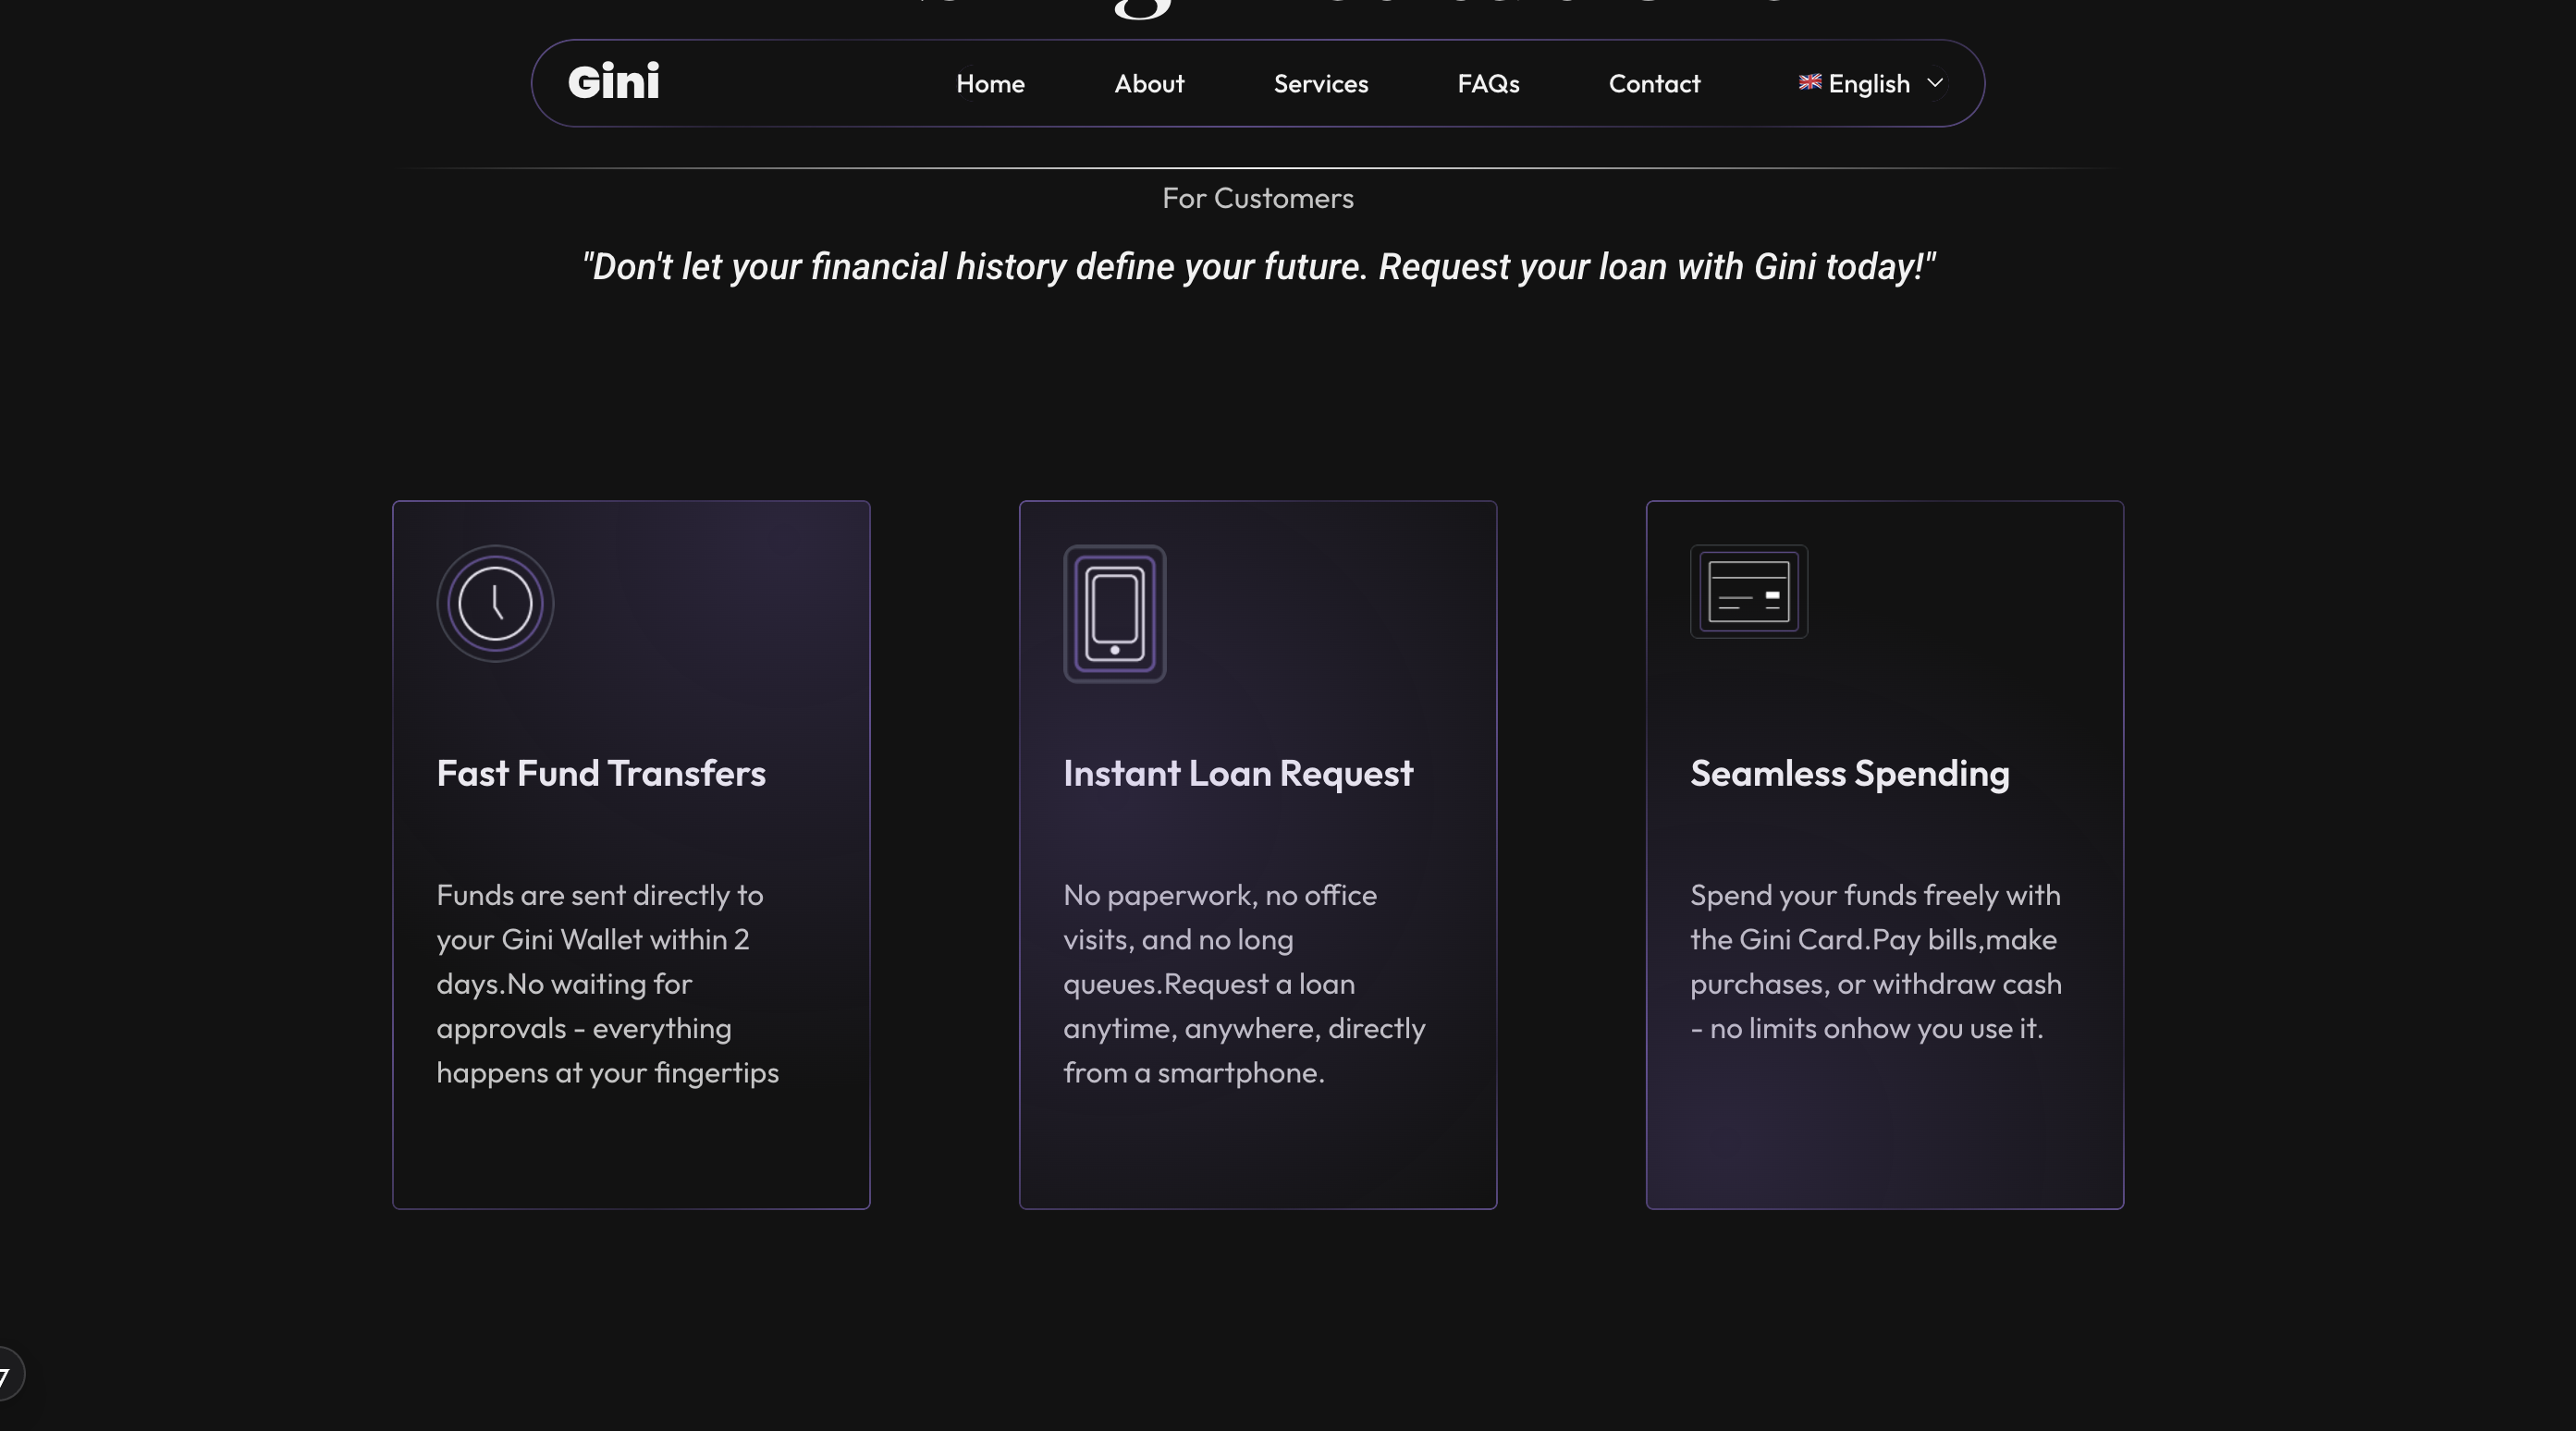 Gini
Home
About
Services
FAQs
Contact
English
For Customers
"Don't let your financial history define your future. Request your loan with Gini today!"
Fast Fund Transfers
Funds are sent directly to
your Gini Wallet within 2
days.No waiting for
approvals - everything
happens at your fingertips
Instant Loan Request
No paperwork, no office
visits, and no long
queues.Request a loan
anytime, anywhere, directly
from a smartphone.
Seamless Spending
Spend your funds freely with
the Gini Card.Pay bills,make
purchases, or withdraw cash
- no limits onhow you use it.